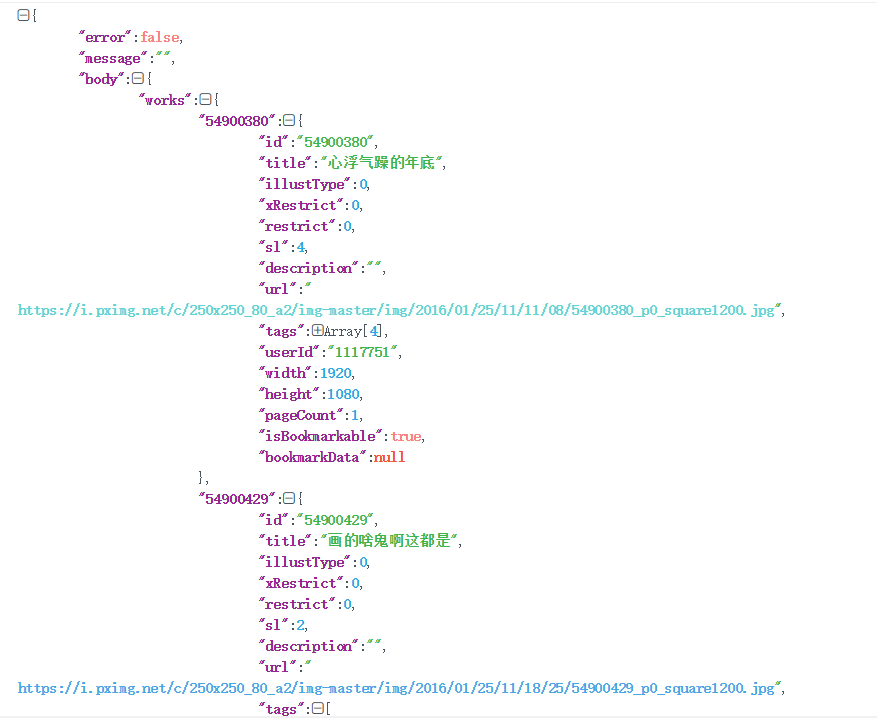 {
"error":false,
"message":"",
"body":{
"works":{
"54900380":{
"id":"54900380",
"title":"心浮气躁的年底",
"illustType":0,
"xRestrict":0,
"restrict":0,
"sl":4,
"description":"",
"url":"
https://i.pximg.net/c/250x250_80_a2/img-master/img/2016/01/25/11/11/08/54900380_p0_square1200.jpg",
"tags":Array[4],
"userId":"1117751",
"width":1920,
"height":1080,
"pageCount":1,
"isBookmarkable":true,
"bookmarkData":null
},
"54900429":{
"id":"54900429",
"title":"画的啥鬼啊这都是",
"illustType":0,
"xRestrict":0,
"restrict":0,
"sl":2,
"description":"",
"url":"
https://i.pximg.net/c/250x250_80_a2/img-master/img/2016/01/25/11/18/25/54900429_p0_square1200.jpg",
"tags":[